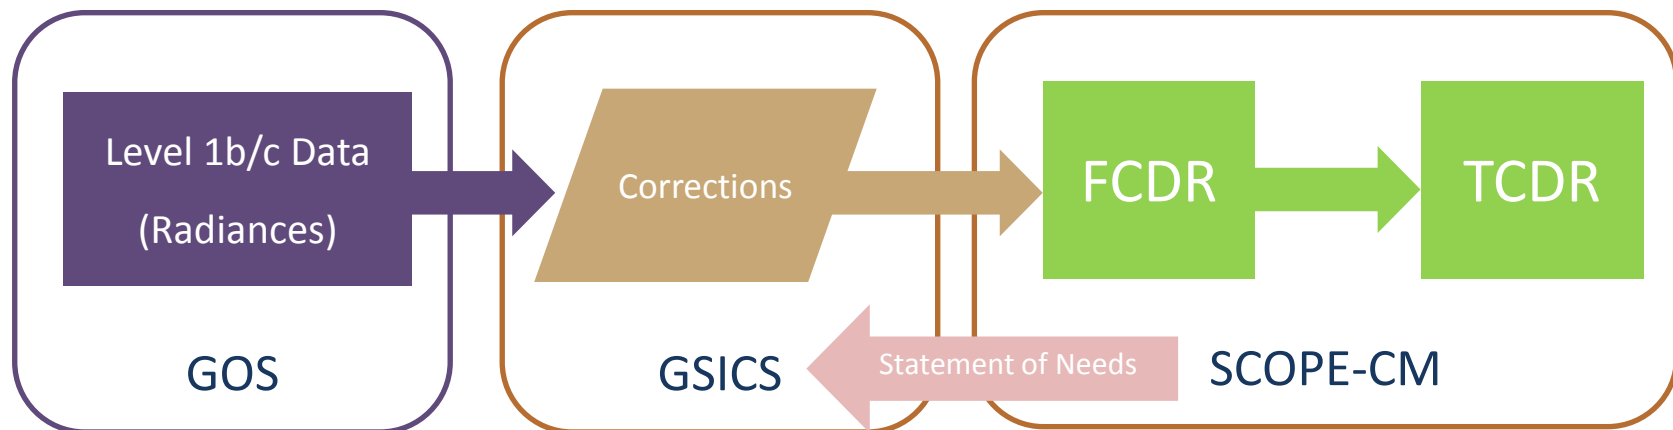 Level 1b/c Data
(Radiances)
Corrections
FCDR
TCDR
GOS
GSICS
Statement of Needs
SCOPE-CM